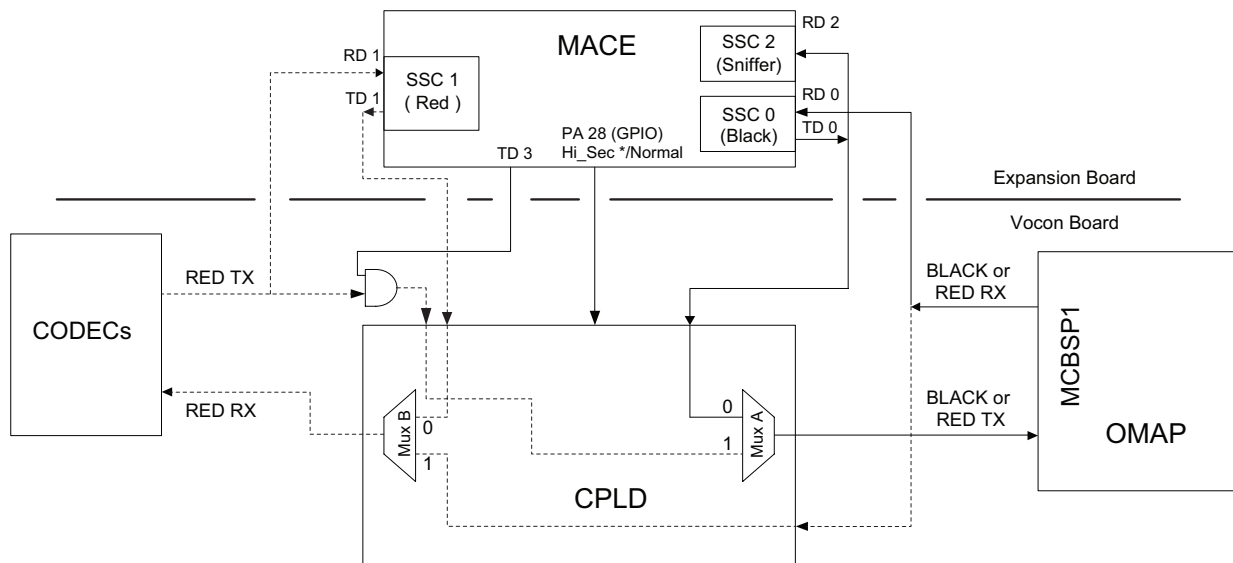 MACE
RD 1
TD 1
SSC 1
( Red )
SSC 2
(Sniffer)
RD 2
SSC 0
(Black)
RD 0
TD 0
TD 3
PA 28 (GPIO)
Hi_Sec */Normal
Expansion Board
Vocon Board
CODECs
RED TX
RED RX
BLACK or
RED RX
BLACK or
RED TX
MCBSP1
OMAP
Mux B
0
1
0
1
Mux A
CPLD